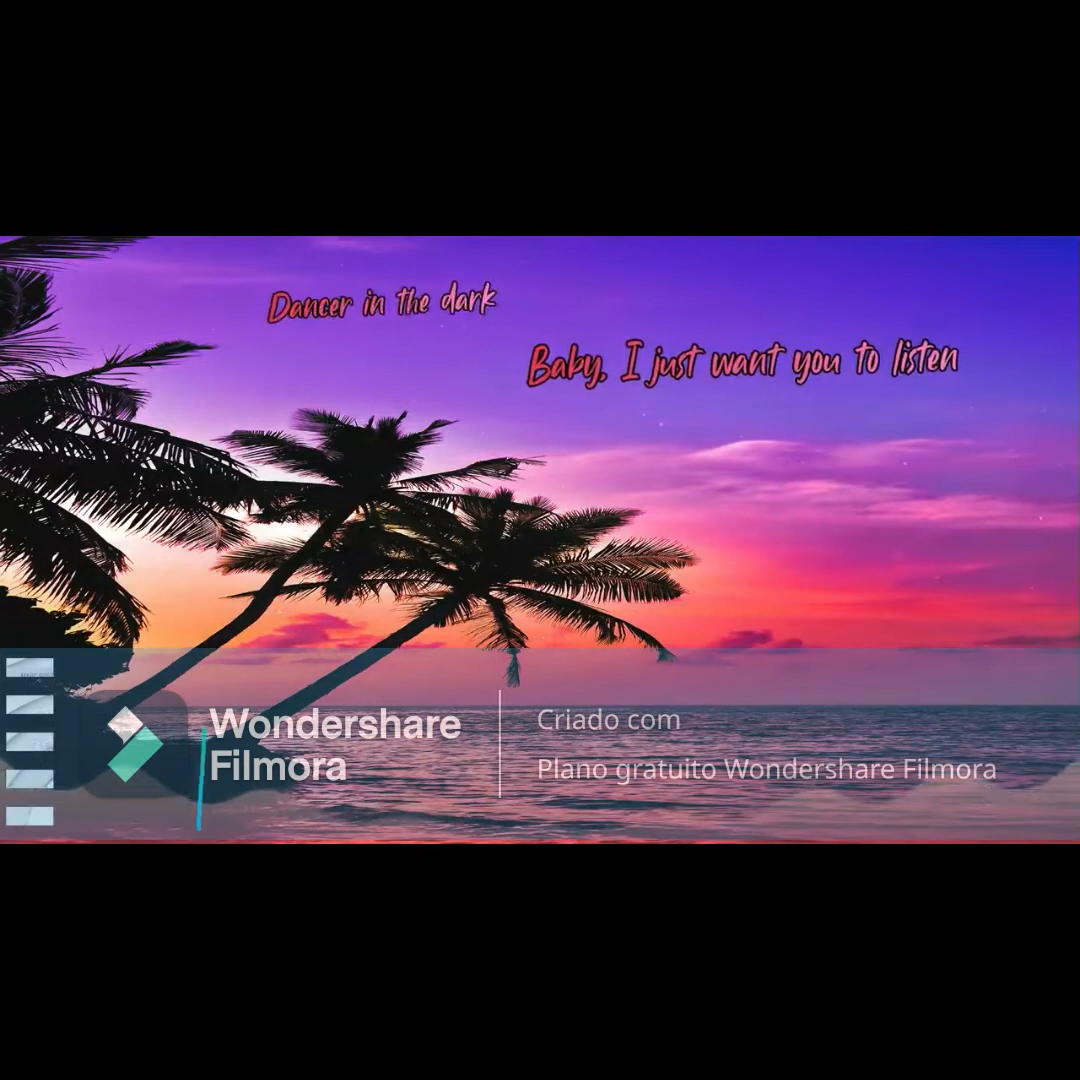 Dancer in the dark
Baby, I just want you to listen
Wondershare
Filmora
Criado com
Plano gratuito Wondershare Filmora